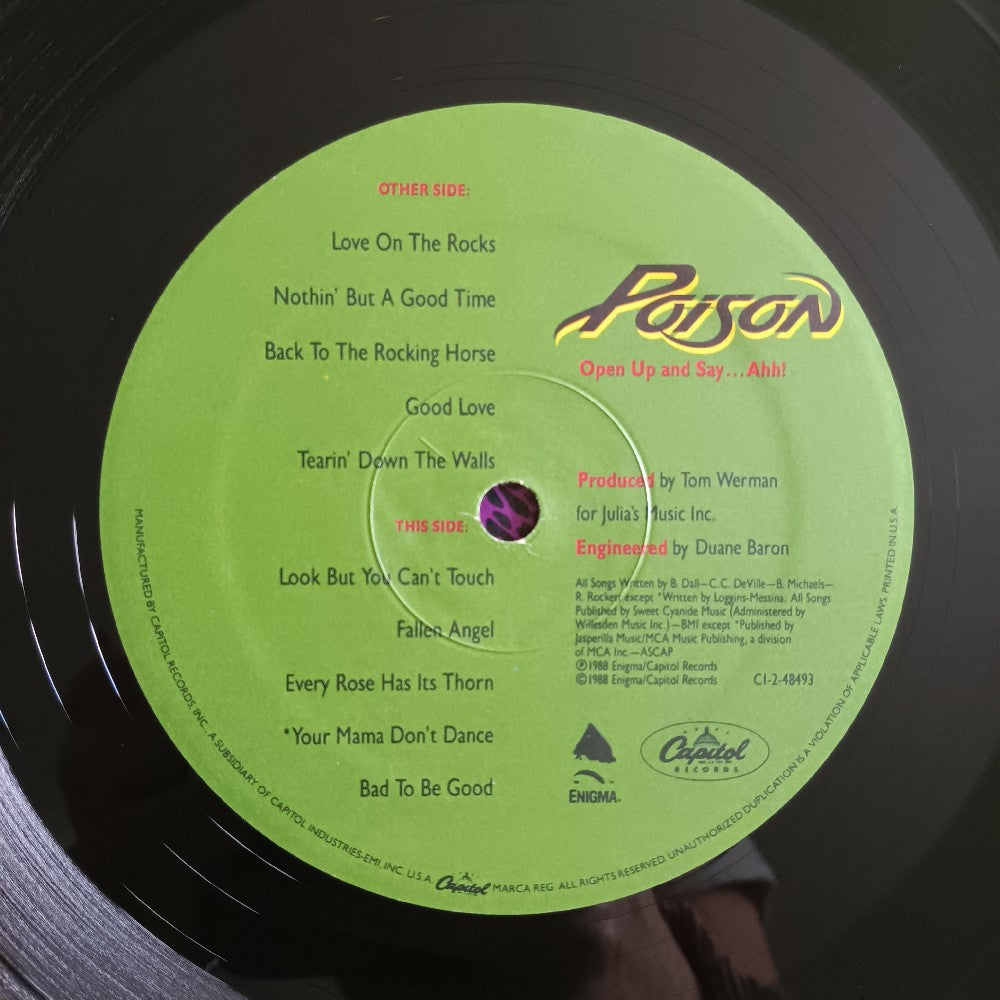 OTHER SIDE:
Love On The Rocks
Nothin' But A Good Time
Back To The Rocking Horse
Good Love
Tearin' Down The Walls
THIS SIDE:
Look But You Can't Touch
Fallen Angel
Every Rose Has Its Thorn
*Your Mama Don't Dance
Bad To Be Good
POISON
Open Up and Say...Ahh!
Produced by Tom Werman
for Julia's Music Inc.
Engineered by Duane Baron
All Songs Written by B. Dall—C.C. DeVille—B. Michaels—
R. Rockett except *Written by Loggins-Messina. All Songs
Published by Sweet Cyanide Music (Administered by
Willesden Music Inc.)—BMI except *Published by
Jasperilla Music/MCA Music Publishing, a division
of MCA Inc.—ASCAP
Ⓟ1988 Enigma/Capitol Records
©1988 Enigma/Capitol Records C1-2-48493
ENIGMA™
Capitol
RECORDS
MANUFACTURED BY CAPITOL RECORDS, INC., A SUBSIDIARY OF CAPITOL INDUSTRIES-EMI, INC. U.S.A. Capitol MARCA REG. ALL RIGHTS RESERVED. UNAUTHORIZED DUPLICATION IS A VIOLATION OF APPLICABLE LAWS. PRINTED IN U.S.A.